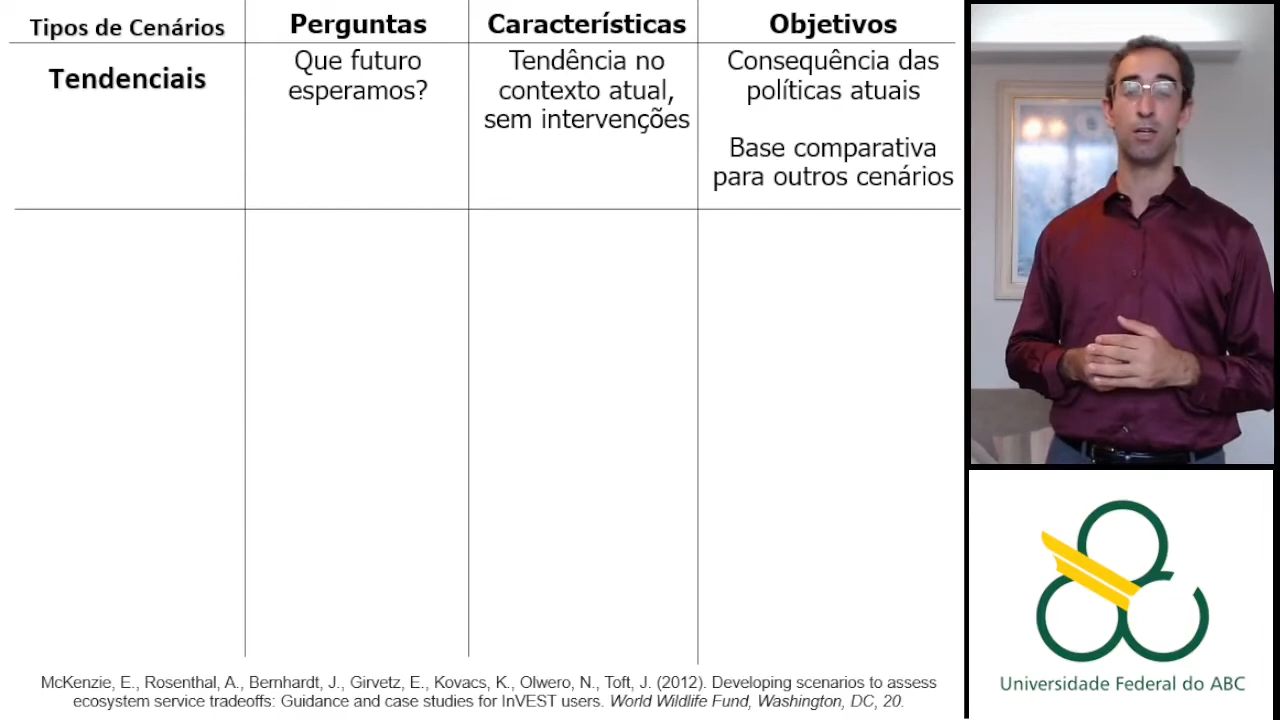 Tipos de Cenários
Perguntas
Características
Objetivos
Tendenciais
Que futuro
esperamos?
Tendência no
contexto atual,
sem intervenções
Consequência das
políticas atuais
Base comparativa
para outros cenários
McKenzie, E., Rosenthal, A., Bernhardt, J., Girvetz, E., Kovacs, K., Olwero, N., Toft, J. (2012). Developing scenarios to assess
ecosystem service tradeoffs: Guidance and case studies for InVEST users. World Wildlife Fund, Washington, DC, 20.
Universidade Federal do ABC